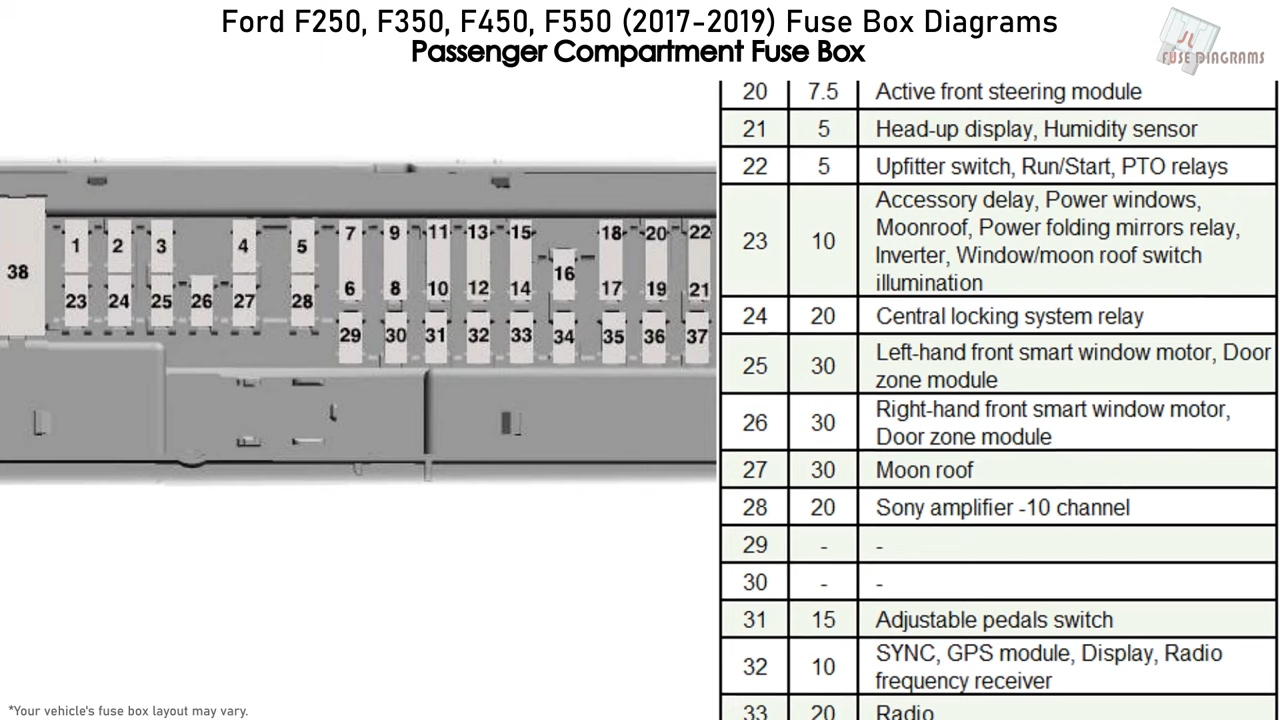 Ford F250, F350, F450, F550 (2017-2019) Fuse Box Diagrams
Passenger Compartment Fuse Box
JL
FUSE DIAGRAMS
38
1 2 3 4 5 7 9 11 13 15 18 20 22
16
23 24 25 26 27 28 6 8 10 12 14 17 19 21
29 30 31 32 33 34 35 36 37
20 7.5 Active front steering module
21 5 Head-up display, Humidity sensor
22 5 Upfitter switch, Run/Start, PTO relays
23 10 Accessory delay, Power windows,
Moonroof, Power folding mirrors relay,
Inverter, Window/moon roof switch
illumination
24 20 Central locking system relay
25 30 Left-hand front smart window motor, Door
zone module
26 30 Right-hand front smart window motor,
Door zone module
27 30 Moon roof
28 20 Sony amplifier -10 channel
29 - -
30 - -
31 15 Adjustable pedals switch
32 10 SYNC, GPS module, Display, Radio
frequency receiver
33 20 Radio
*Your vehicle's fuse box layout may vary.